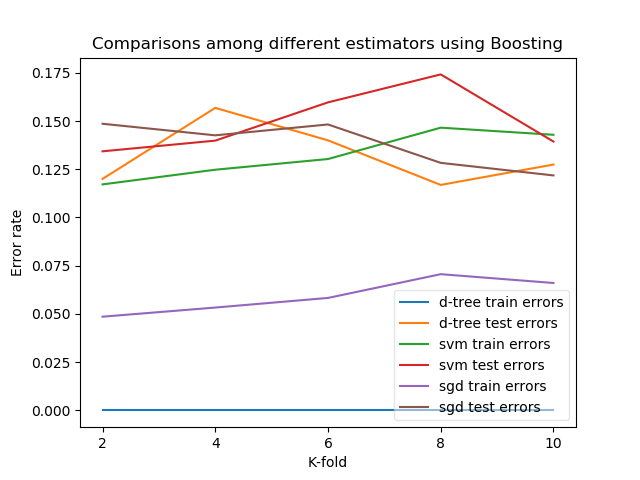 Comparisons among different estimators using Boosting
Error rate
0.175
0.150
0.125
0.100
0.075
0.050
0.025
0.000
2 4 6 8 10
K-fold
d-tree train errors
d-tree test errors
svm train errors
svm test errors
sgd train errors
sgd test errors